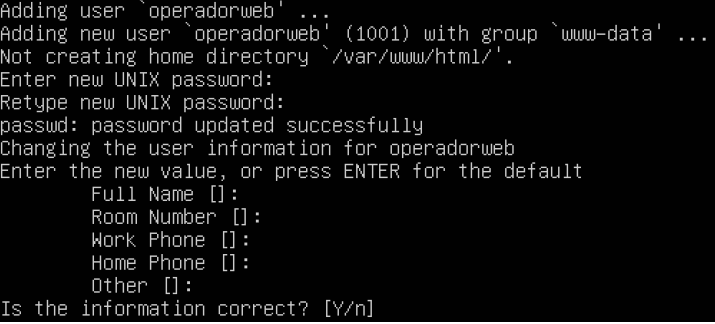 Adding user `operadorweb' ...
Adding new user `operadorweb' (1001) with group `www-data' ...
Not creating home directory `/var/www/html/'.
Enter new UNIX password:
Retype new UNIX password:
passwd: password updated successfully
Changing the user information for operadorweb
Enter the new value, or press ENTER for the default
        Full Name []:
        Room Number []:
        Work Phone []:
        Home Phone []:
        Other []:
Is the information correct? [Y/n]